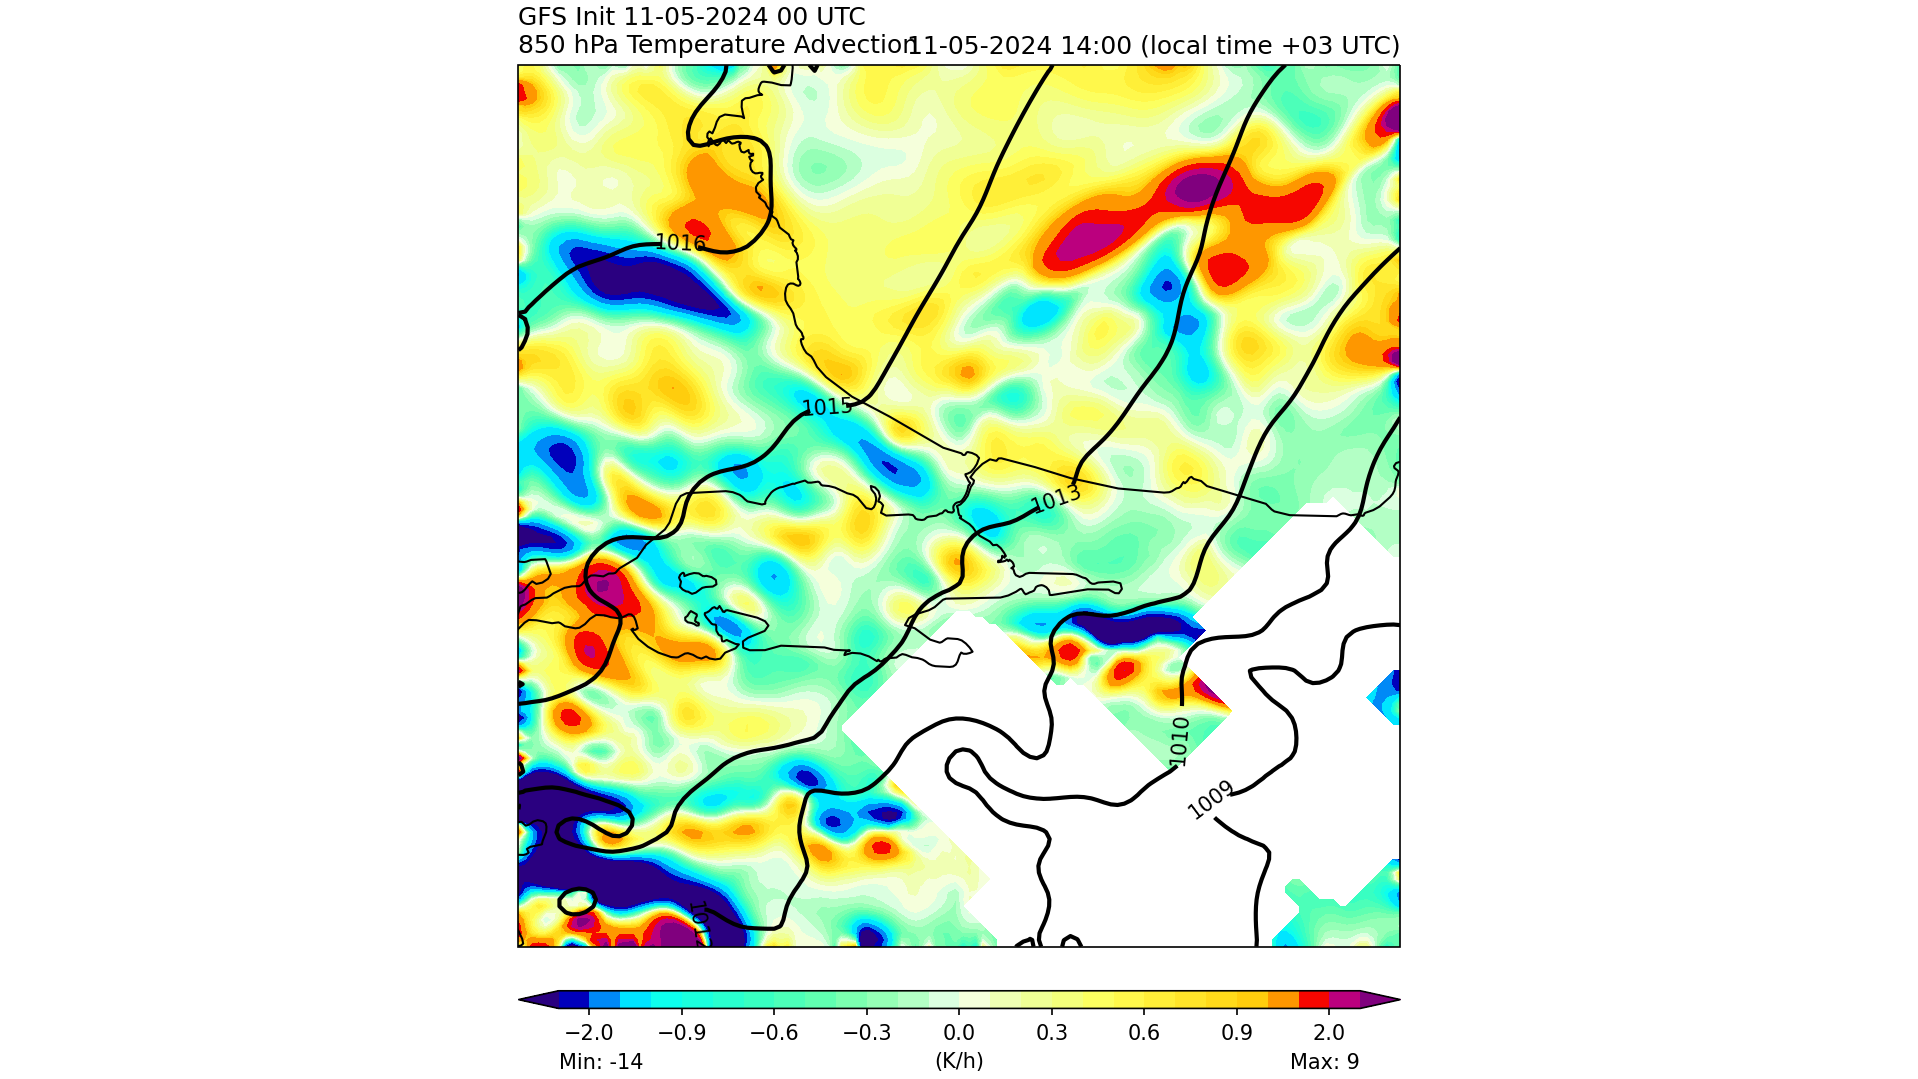 GFS Init 11-05-2024 00 UTC
850 hPa Temperature Advection
11-05-2024 14:00 (local time +03 UTC)
1016
1015
1013
1010
1009
−2.0 −0.9 −0.6 −0.3 0.0 0.3 0.6 0.9 2.0
Min: -14 (K/h) Max: 9